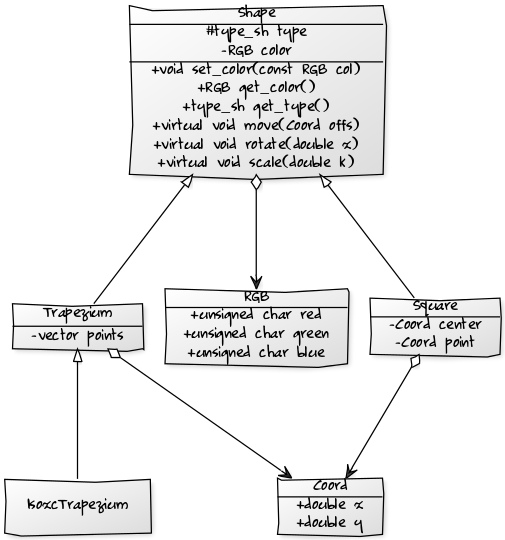 Shape
#type_sh type
-RGB color
+void set_color(const RGB col)
+RGB get_color()
+type_sh get_type()
+virtual void move(Coord offs)
+virtual void rotate(double x)
+virtual void scale(double k)
Trapezium
-vector points
RGB
+unsigned char red
+unsigned char green
+unsigned char blue
Square
-Coord center
-Coord point
IsoscTrapezium
Coord
+double x
+double y